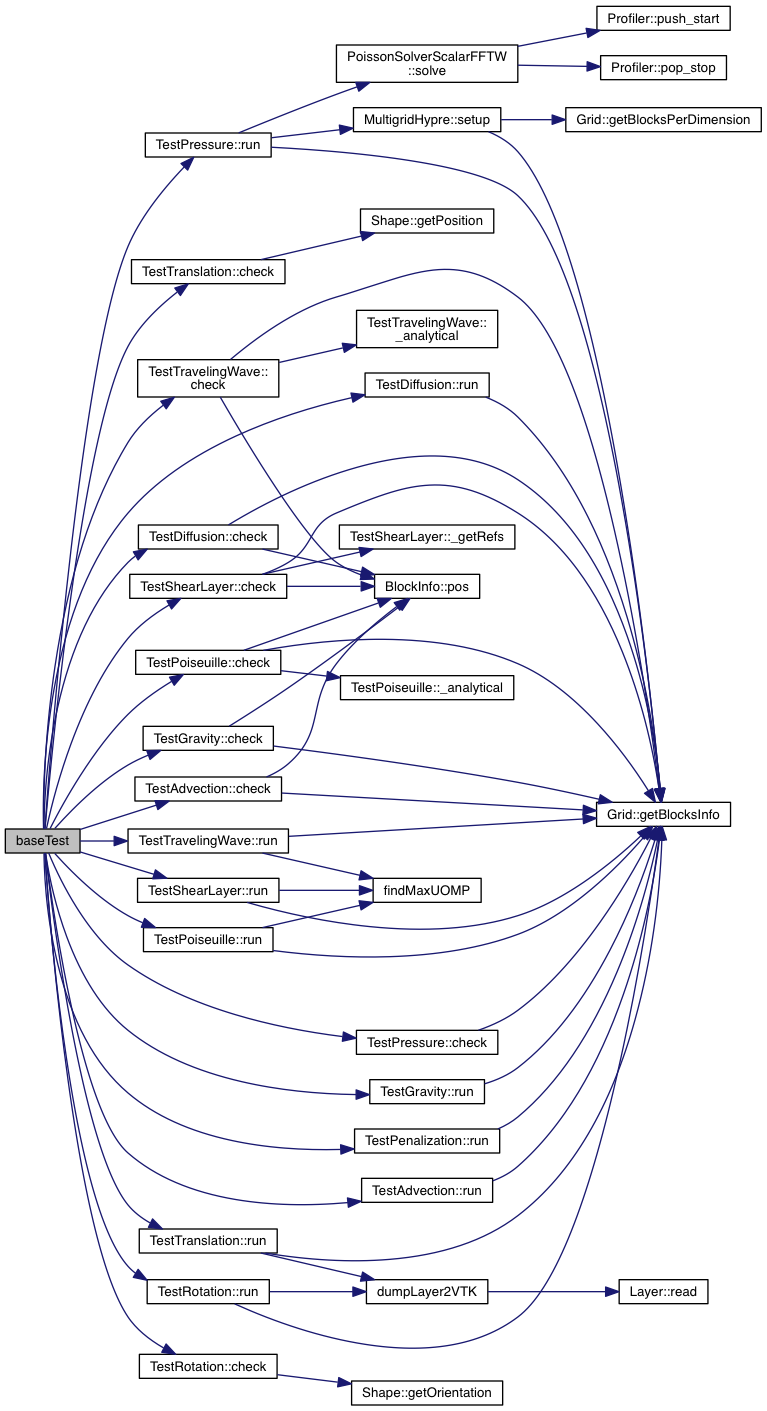 Profiler::push_start
PoissonSolverScalarFFTW
::solve
Profiler::pop_stop
MultigridHypre::setup
Grid::getBlocksPerDimension
TestPressure::run
Shape::getPosition
TestTranslation::check
TestTravelingWave::
_analytical
TestTravelingWave::
check
TestDiffusion::run
TestDiffusion::check
TestShearLayer::_getRefs
TestShearLayer::check
BlockInfo::pos
TestPoiseuille::check
TestPoiseuille::_analytical
TestGravity::check
TestAdvection::check
Grid::getBlocksInfo
baseTest
TestTravelingWave::run
TestShearLayer::run
findMaxUOMP
TestPoiseuille::run
TestPressure::check
TestGravity::run
TestPenalization::run
TestAdvection::run
TestTranslation::run
TestRotation::run
dumpLayer2VTK
Layer::read
TestRotation::check
Shape::getOrientation